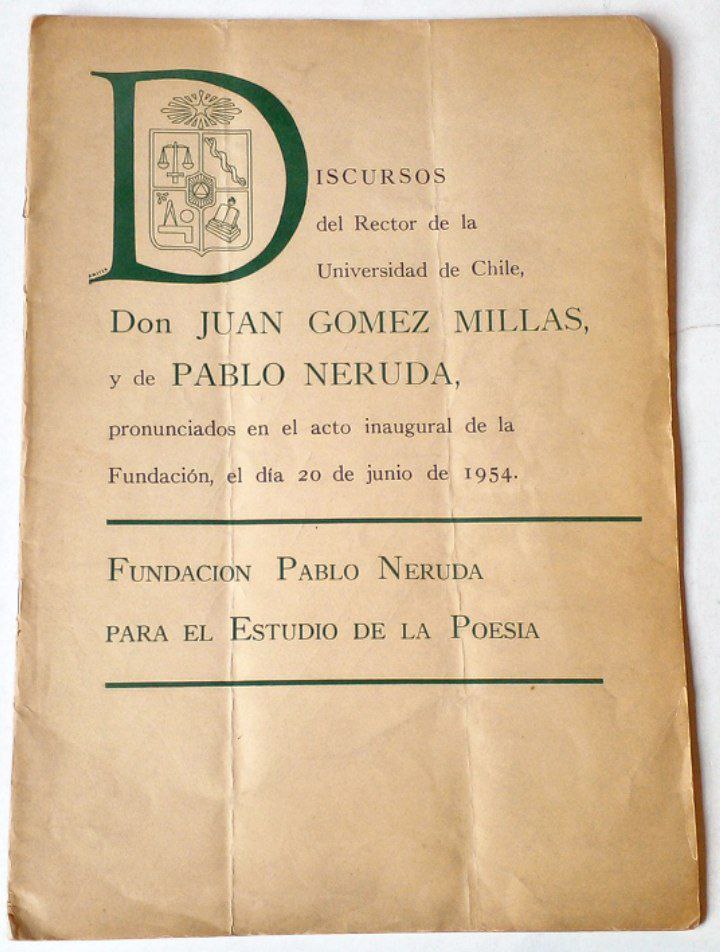 DISCURSOS
del Rector de la
Universidad de Chile,
Don JUAN GOMEZ MILLAS,
y de PABLO NERUDA,
pronunciados en el acto inaugural de la
Fundación, el día 20 de junio de 1954.
FUNDACION PABLO NERUDA
PARA EL ESTUDIO DE LA POESIA